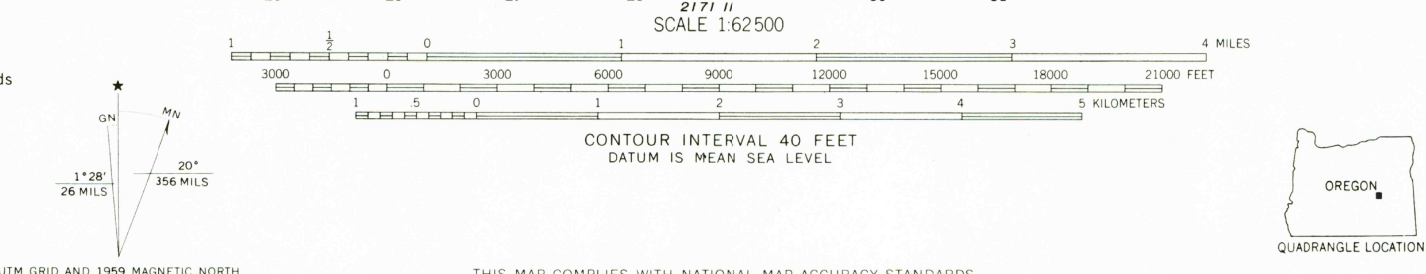 2171 II
SCALE 1:62500
1 1/2 0 1 2 3 4 MILES
3000 0 3000 6000 9000 12000 15000 18000 21000 FEET
1 .5 0 1 2 3 4 5 KILOMETERS
CONTOUR INTERVAL 40 FEET
DATUM IS MEAN SEA LEVEL
★
GN
MN
1°28'
26 MILS
20°
356 MILS
UTM GRID AND 1959 MAGNETIC NORTH
OREGON
QUADRANGLE LOCATION
THIS MAP COMPLIES WITH NATIONAL MAP ACCURACY STANDARDS